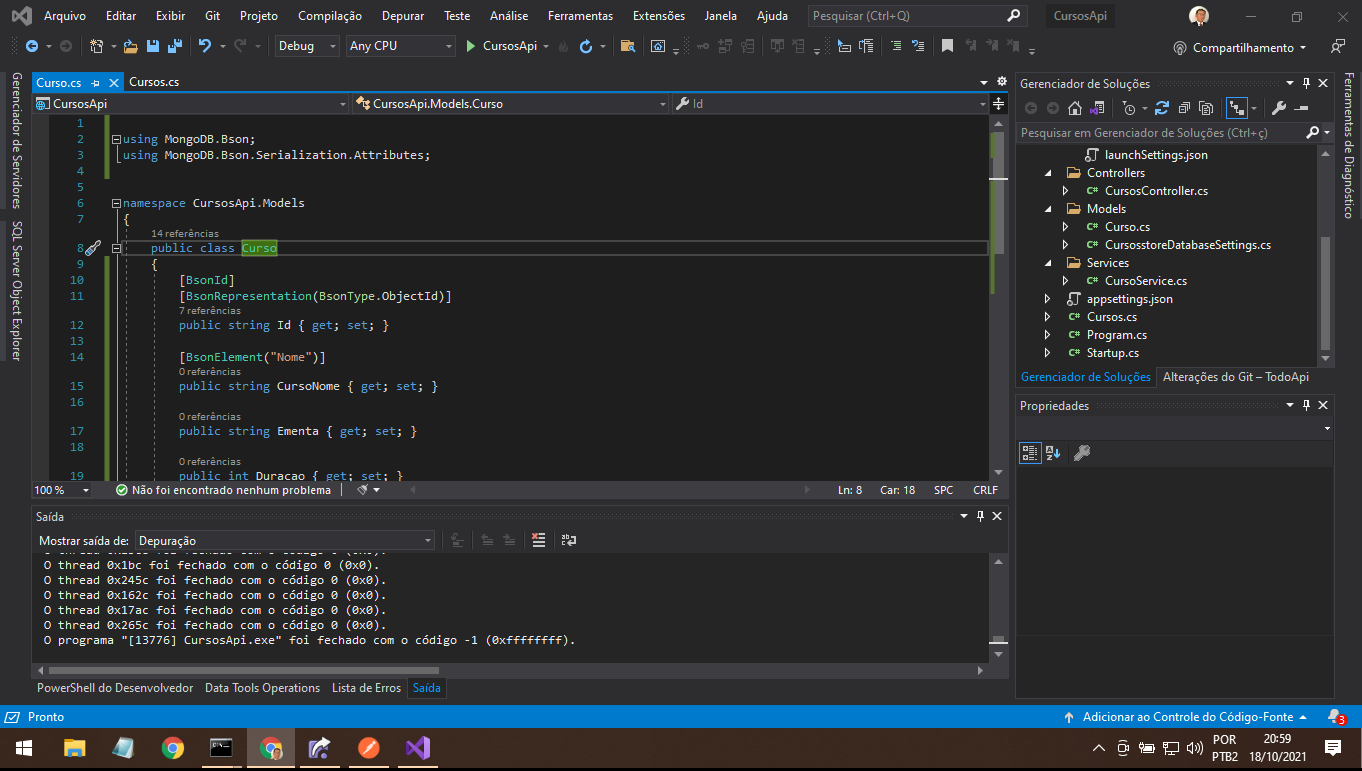 Arquivo Editar Exibir Git Projeto Compilação Depurar Teste Análise Ferramentas Extensões Janela Ajuda Pesquisar (Ctrl+Q) CursosApi
Debug Any CPU CursosApi Compartilhamento
Gerenciador de Servidores
SQL Server Object Explorer
Curso.cs Cursos.cs
CursosApi CursosApi.Models.Curso Id
1
2 using MongoDB.Bson;
3 using MongoDB.Bson.Serialization.Attributes;
4
5
6 namespace CursosApi.Models
7 {
14 referências
8 public class Curso
9 {
10 [BsonId]
11 [BsonRepresentation(BsonType.ObjectId)]
7 referências
12 public string Id { get; set; }
13
14 [BsonElement("Nome")]
0 referências
15 public string CursoNome { get; set; }
16
0 referências
17 public string Ementa { get; set; }
18
0 referências
19 public int Duracao { get; set; }
100 % Não foi encontrado nenhum problema Ln: 8 Car: 18 SPC CRLF
Saída
Mostrar saída de: Depuração
O thread 0x1bc foi fechado com o código 0 (0x0).
O thread 0x245c foi fechado com o código 0 (0x0).
O thread 0x162c foi fechado com o código 0 (0x0).
O thread 0x17ac foi fechado com o código 0 (0x0).
O thread 0x265c foi fechado com o código 0 (0x0).
O programa "[13776] CursosApi.exe" foi fechado com o código -1 (0xffffffff).
PowerShell do Desenvolvedor Data Tools Operations Lista de Erros Saída
Gerenciador de Soluções
Pesquisar em Gerenciador de Soluções (Ctrl+ç)
launchSettings.json
Controllers
C# CursosController.cs
Models
C# Curso.cs
C# CursosstoreDatabaseSettings.cs
Services
C# CursoService.cs
appsettings.json
C# Cursos.cs
C# Program.cs
C# Startup.cs
Gerenciador de Soluções Alterações do Git – TodoApi
Propriedades
Ferramentas de Diagnóstico
Pronto Adicionar ao Controle do Código-Fonte 3
POR 20:59
PTB2 18/10/2021